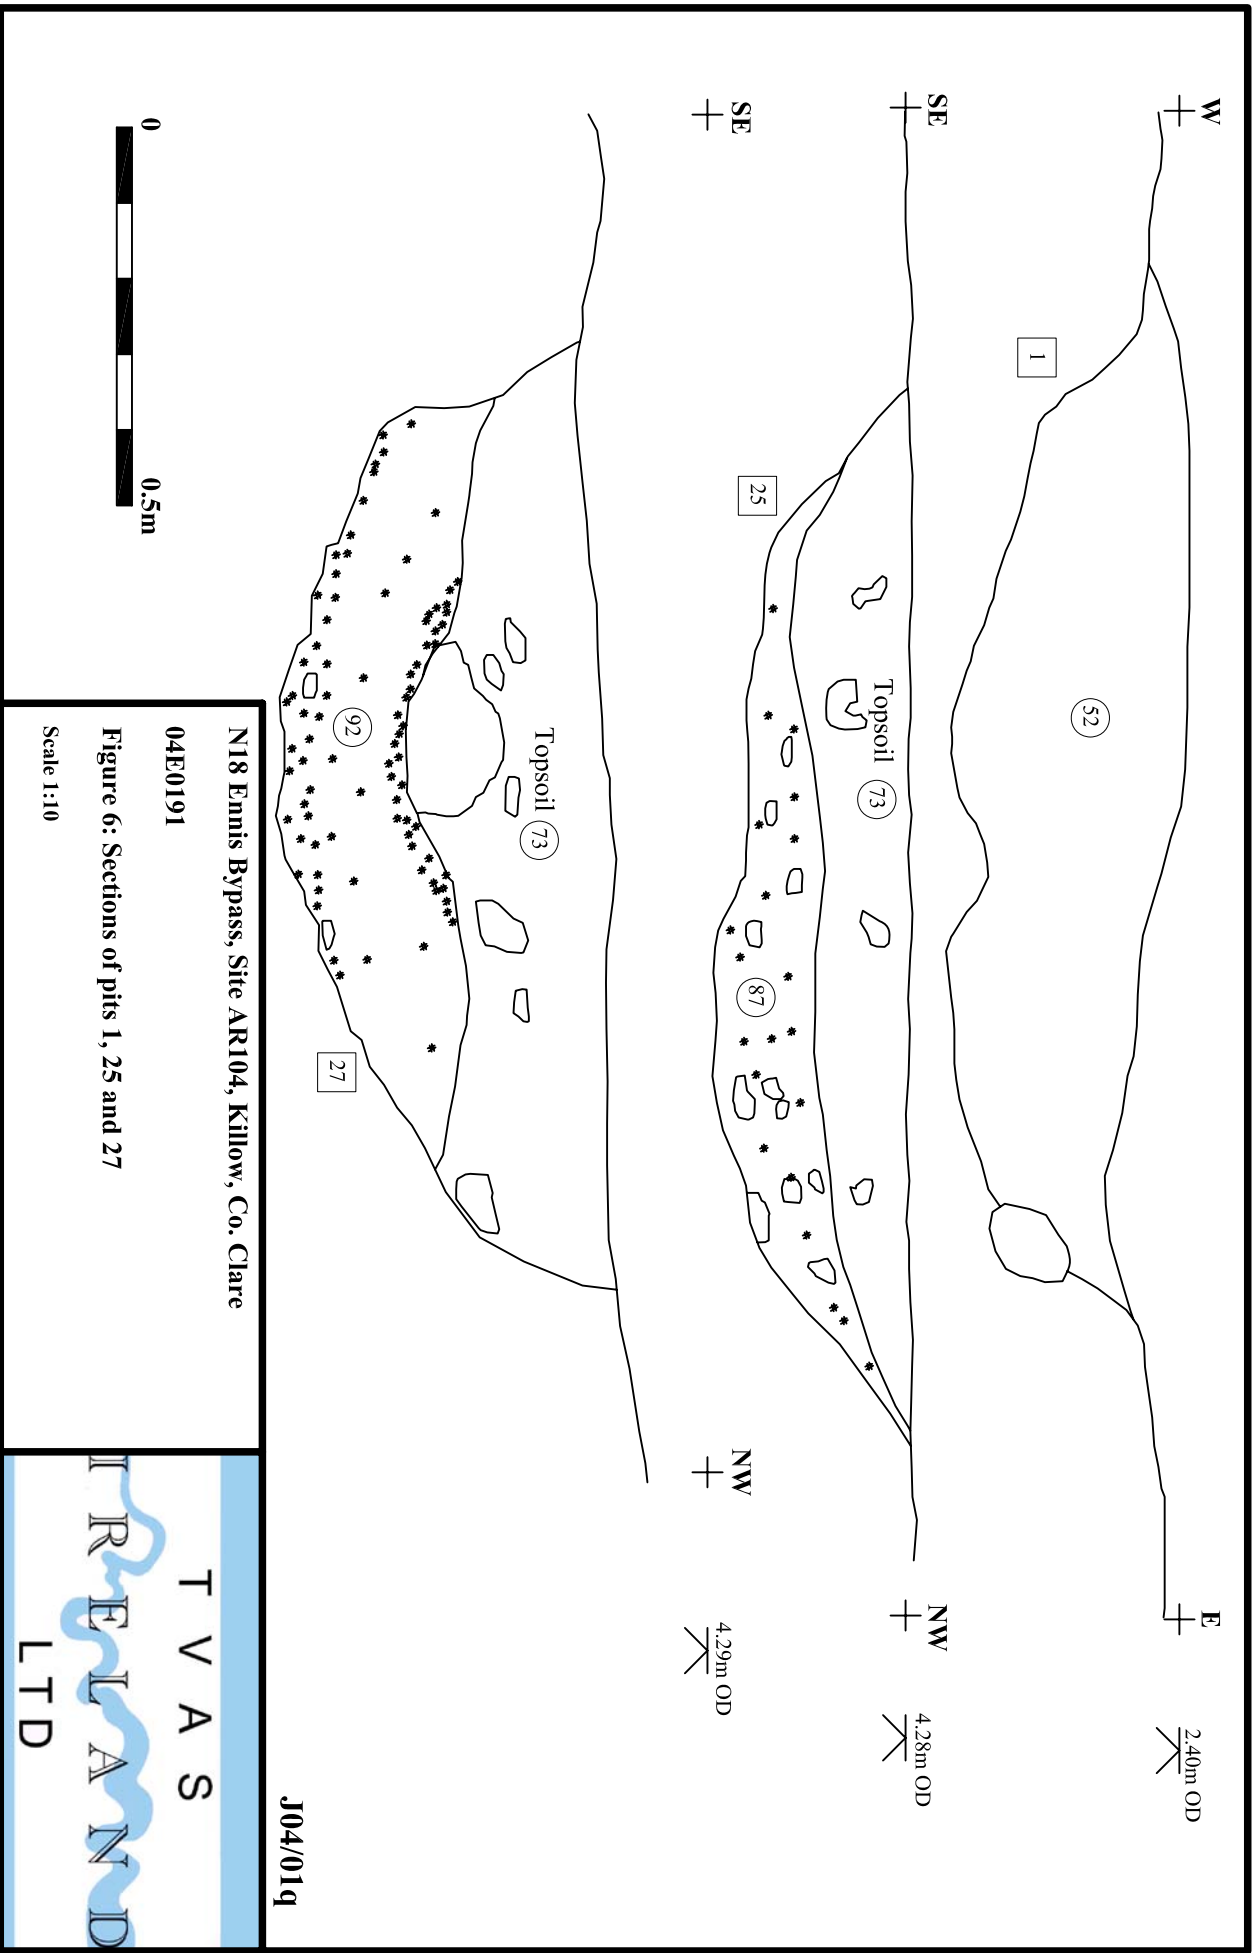 W
E
2.40m OD
1
52
SE
NW
4.28m OD
Topsoil 73
25
87
SE
NW
4.29m OD
Topsoil 73
92
27
0
0.5m
J04/01q
N18 Ennis Bypass, Site AR104, Killow, Co. Clare
04E0191
Figure 6: Sections of pits 1, 25 and 27
Scale 1:10
TVAS
IRELAND
LTD